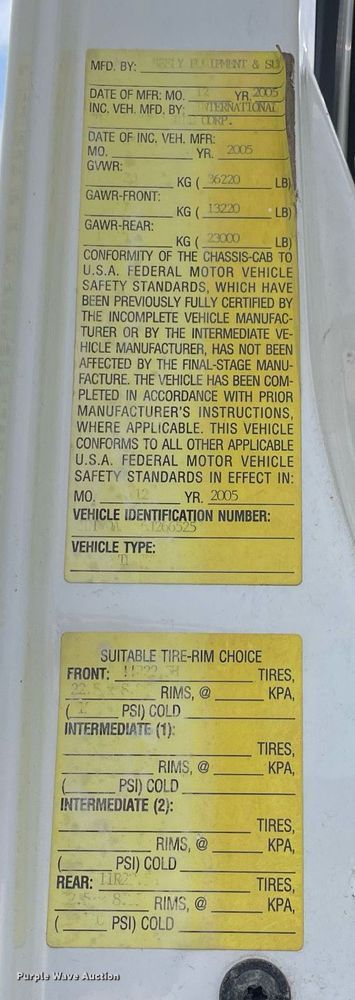 MFD. BY: & SU
DATE OF MFR: MO. 12 YR. 2005
INC. VEH. MFD. BY: INTERNATIONAL
CORP.
DATE OF INC. VEH. MFR:
MO. YR. 2005
GVWR:
KG ( 36220 LB)
GAWR-FRONT:
KG ( 13220 LB)
GAWR-REAR:
KG ( 23000 LB)
CONFORMITY OF THE CHASSIS-CAB TO
U.S.A. FEDERAL MOTOR VEHICLE
SAFETY STANDARDS, WHICH HAVE
BEEN PREVIOUSLY FULLY CERTIFIED BY
THE INCOMPLETE VEHICLE MANUFAC-
TURER OR BY THE INTERMEDIATE VE-
HICLE MANUFACTURER, HAS NOT BEEN
AFFECTED BY THE FINAL-STAGE MANU-
FACTURE. THE VEHICLE HAS BEEN COM-
PLETED IN ACCORDANCE WITH PRIOR
MANUFACTURER'S INSTRUCTIONS,
WHERE APPLICABLE. THIS VEHICLE
CONFORMS TO ALL OTHER APPLICABLE
U.S.A. FEDERAL MOTOR VEHICLE
SAFETY STANDARDS IN EFFECT IN:
MO. 12 YR. 2005
VEHICLE IDENTIFICATION NUMBER:
VEHICLE TYPE:
SUITABLE TIRE-RIM CHOICE
FRONT: TIRES,
RIMS, @ KPA,
( PSI) COLD
INTERMEDIATE (1):
TIRES,
RIMS, @ KPA,
( PSI) COLD
INTERMEDIATE (2):
TIRES,
RIMS, @ KPA,
( PSI) COLD
REAR: TIRES,
RIMS, @ KPA,
( PSI) COLD
Purple Wave Auction